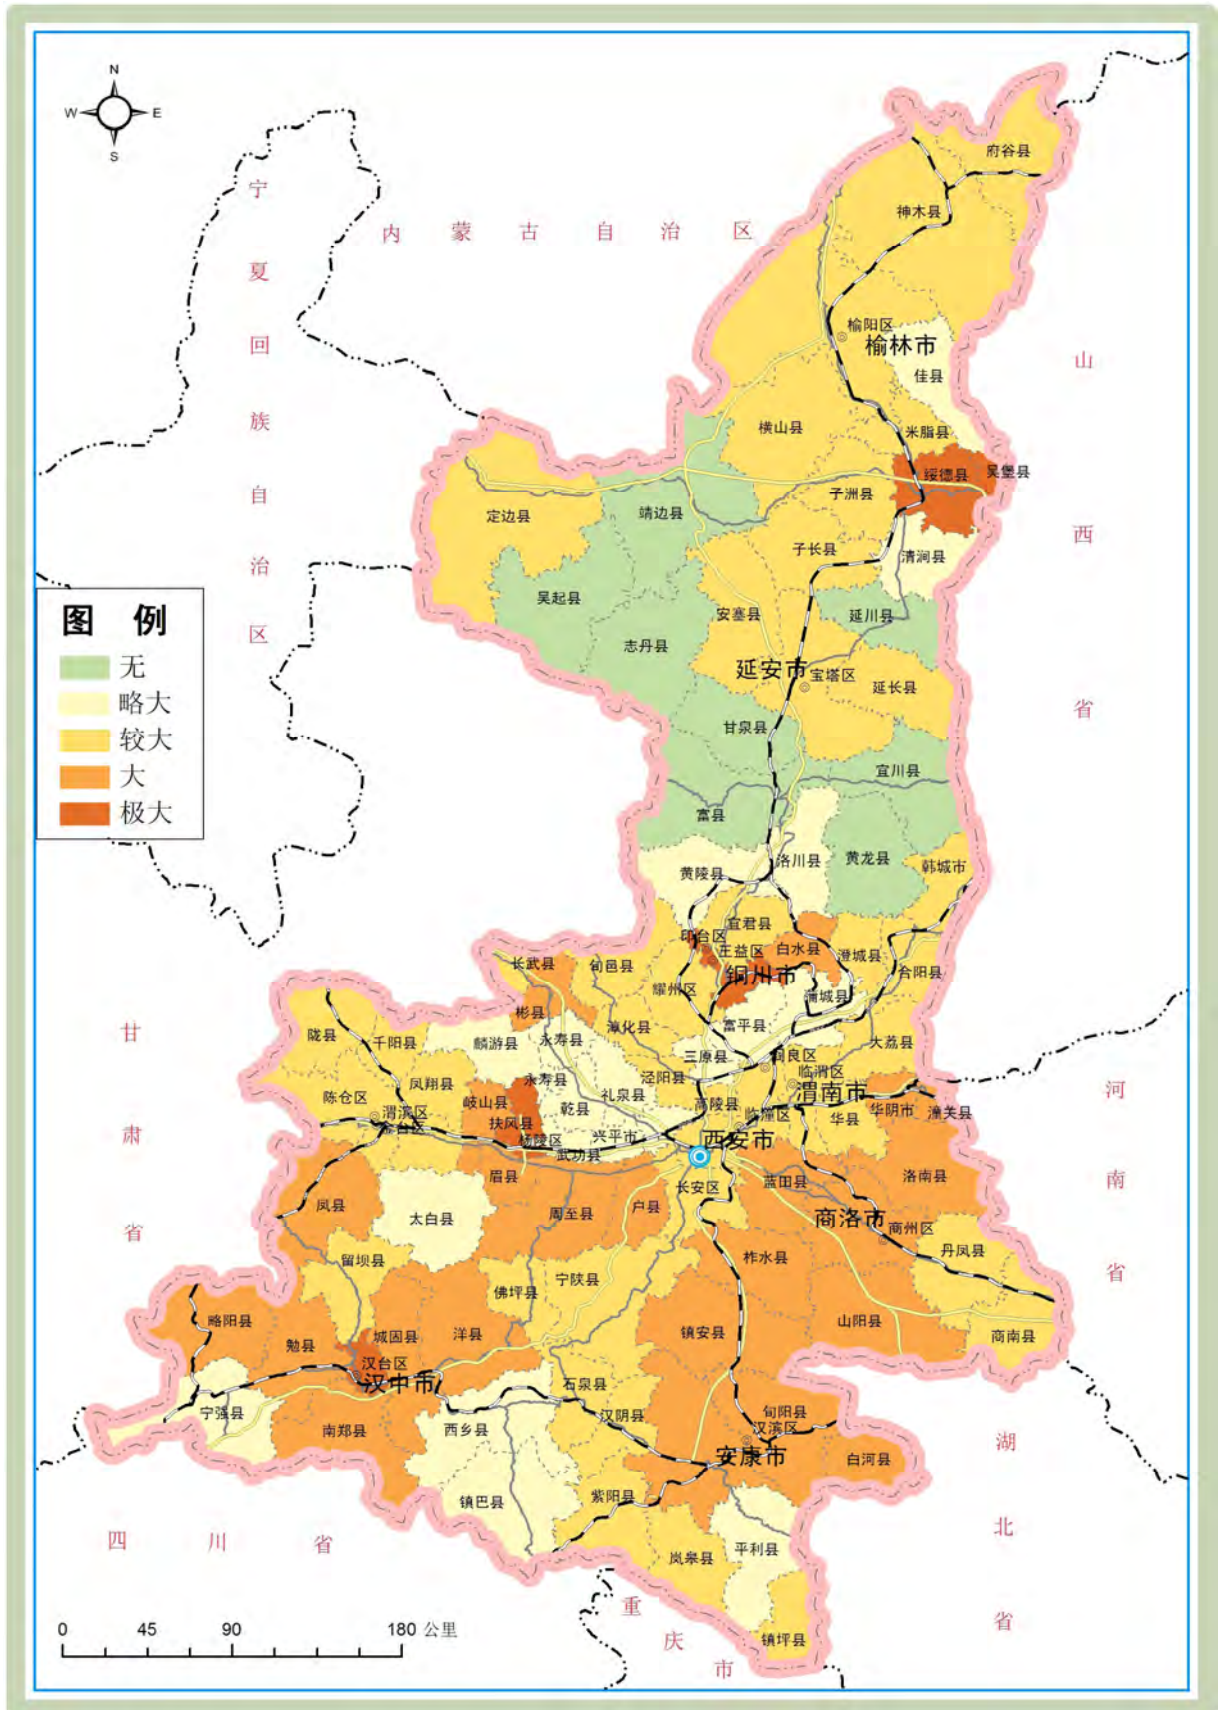 N
W
E
S
宁夏回族自治区
内蒙古自治区
山西省
河南省
湖北省
重庆市
四川省
甘肃省
府谷县
神木县
榆阳区
榆林市
佳县
横山县
米脂县
绥德县
吴堡县
子洲县
定边县
靖边县
清涧县
子长县
吴起县
安塞县
延川县
志丹县
延安市
宝塔区
延长县
甘泉县
宜川县
富县
洛川县
黄龙县
黄陵县
韩城市
宜君县
印台区
王益区
白水县
澄城县
合阳县
铜州市
长武县
旬邑县
耀州区
蒲城县
彬县
淳化县
富平县
大荔县
陇县
千阳县
麟游县
永寿县
三原县
阎良区
临渭区
渭南市
凤翔县
永寿县
泾阳县
礼泉县
陈仓区
岐山县
乾县
高陵县
临潼区
华县
华阴市
潼关县
渭滨区
金台区
扶风县
杨陵区
兴平市
武功县
西安市
眉县
长安区
蓝田县
洛南县
凤县
太白县
周至县
户县
商洛市
商州区
丹凤县
留坝县
佛坪县
宁陕县
柞水县
略阳县
勉县
城固县
洋县
镇安县
山阳县
商南县
汉台区
汉中市
宁强县
南郑县
西乡县
石泉县
汉阴县
旬阳县
汉滨区
安康市
白河县
镇巴县
紫阳县
岚皋县
平利县
镇坪县
图 例
无
略大
较大
大
极大
0 45 90 180 公里